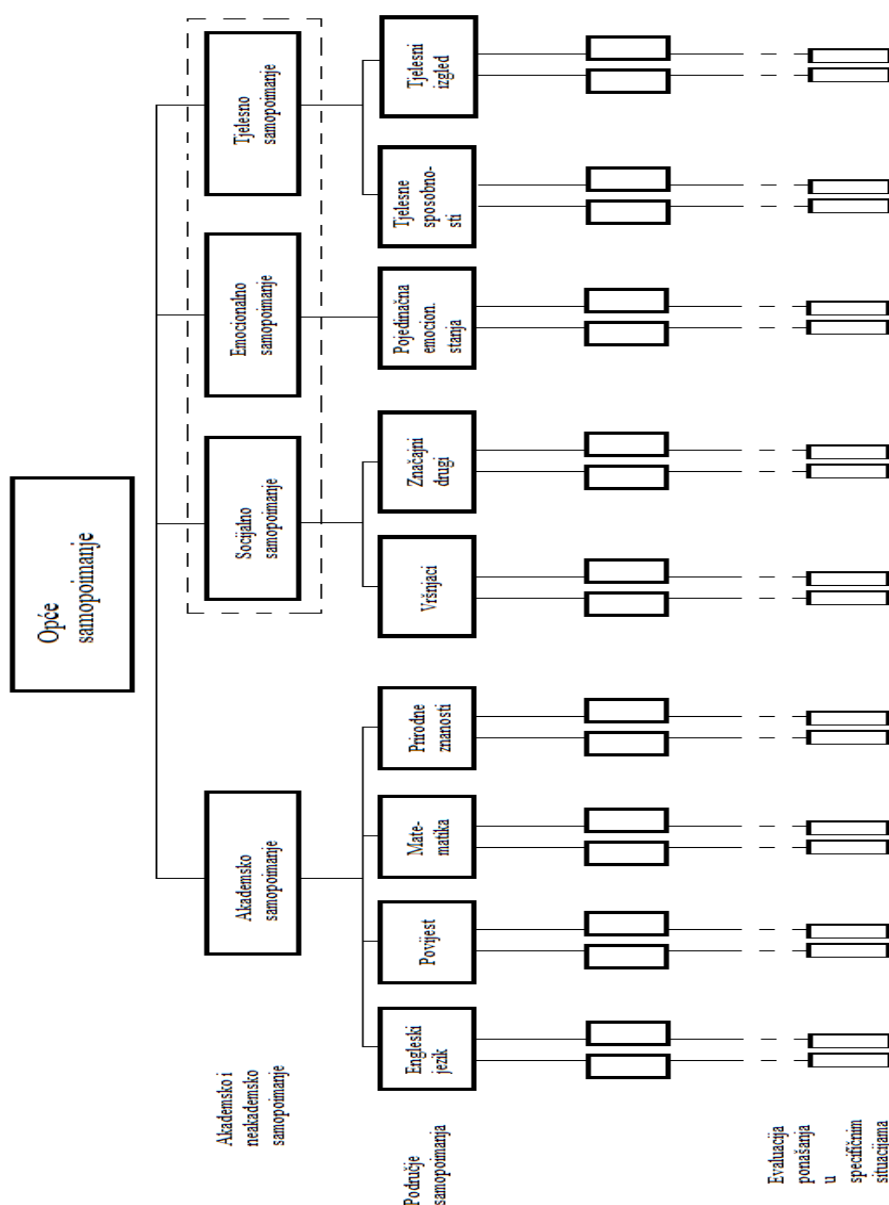 Opće
samopoimanje
Akademsko i
neakademsko
samopoimanje
Akademsko
samopoimanje
Socijalno
samopoimanje
Emocionalno
samopoimanje
Tjelesno
samopoimanje
Područje
samopoimanja
Engleski
jezik
Povijest
Mate-
matika
Prirodne
znanosti
Vršnjaci
Značajni
drugi
Pojedinačna
emocion.
stanja
Tjelesne
sposobno-
sti
Tjelesni
izgled
Evaluacija
ponašanja
u
specifičnim
situacijama